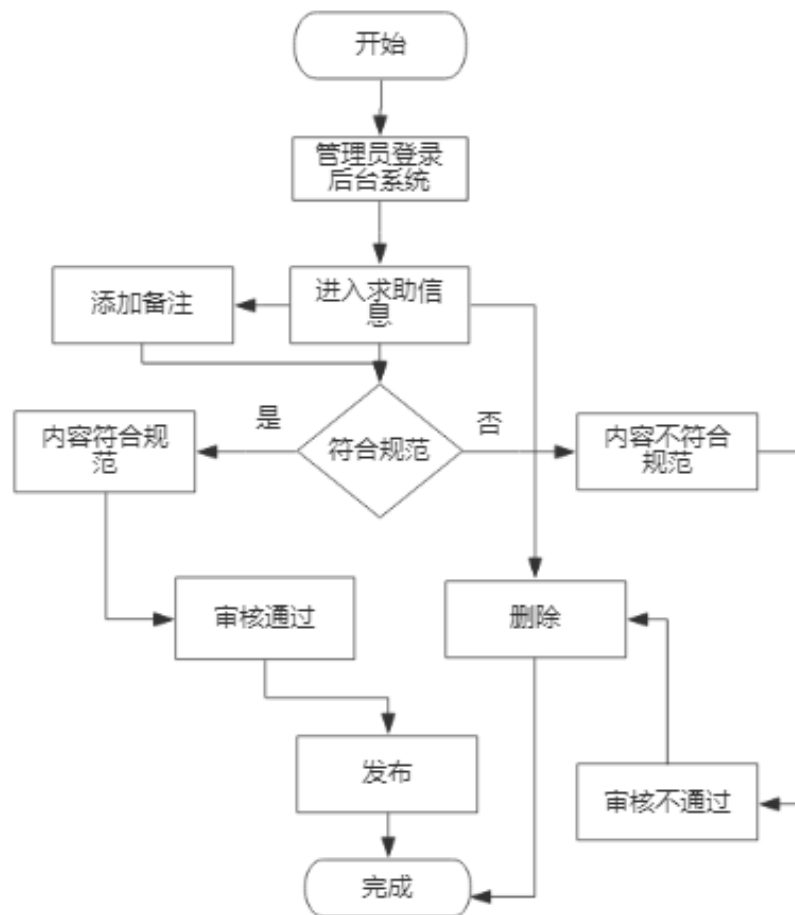 开始
管理员登录
后台系统
添加备注
进入求助信
息
是
否
内容符合规
范
符合规范
内容不符合
规范
审核通过
删除
发布
审核不通过
完成